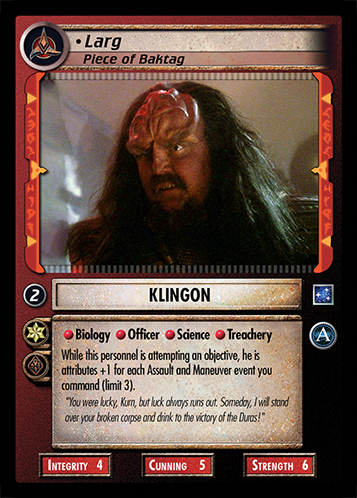 • Larg
Piece of Baktag
2
KLINGON
Biology Officer Science Treachery
A
While this personnel is attempting an objective, he is
attributes +1 for each Assault and Maneuver event you
command (limit 3).
"You were lucky, Kurn, but luck always runs out. Someday, I will stand
over your broken corpse and drink to the victory of the Duras!"
INTEGRITY 4 CUNNING 5 STRENGTH 6